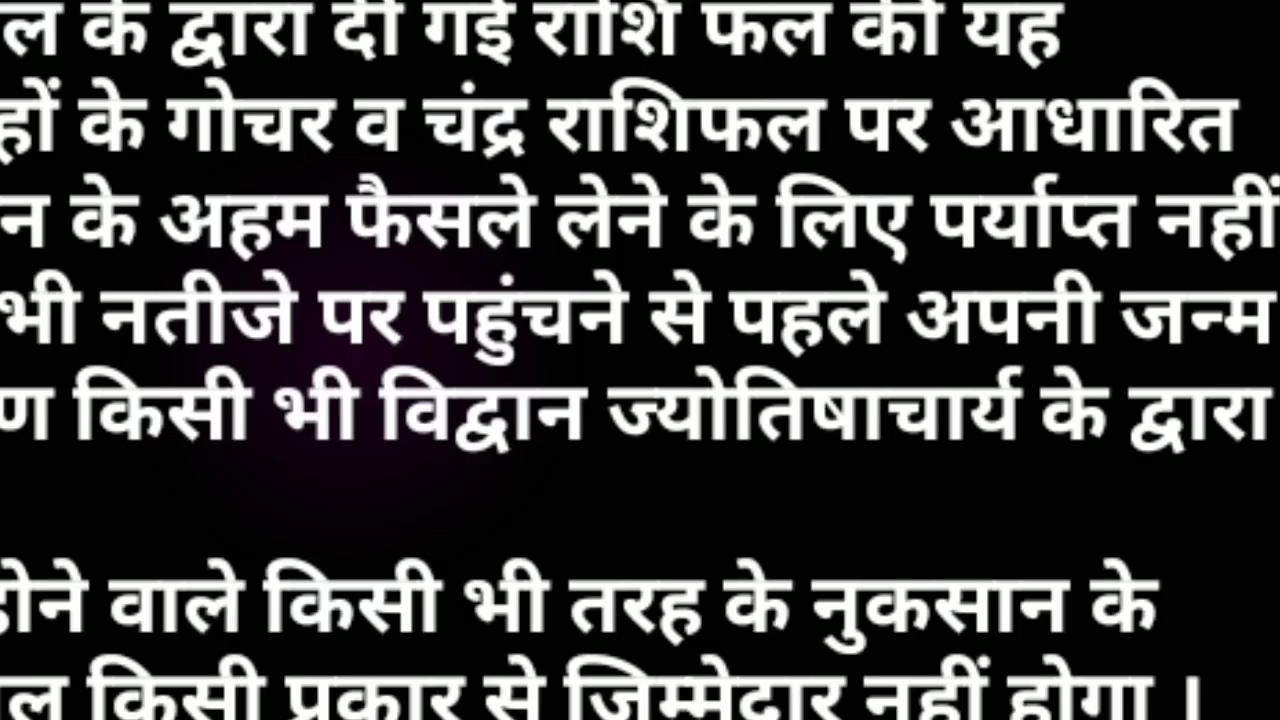 ल के द्वारा दी गई राशि फल की यह
हों के गोचर व चंद्र राशिफल पर आधारित
न के अहम फैसले लेने के लिए पर्याप्त नहीं
भी नतीजे पर पहुंचने से पहले अपनी जन्म
ण किसी भी विद्वान ज्योतिषाचार्य के द्वारा
होने वाले किसी भी तरह के नुकसान के
ल किसी प्रकार से जिम्मेदार नहीं होगा ।